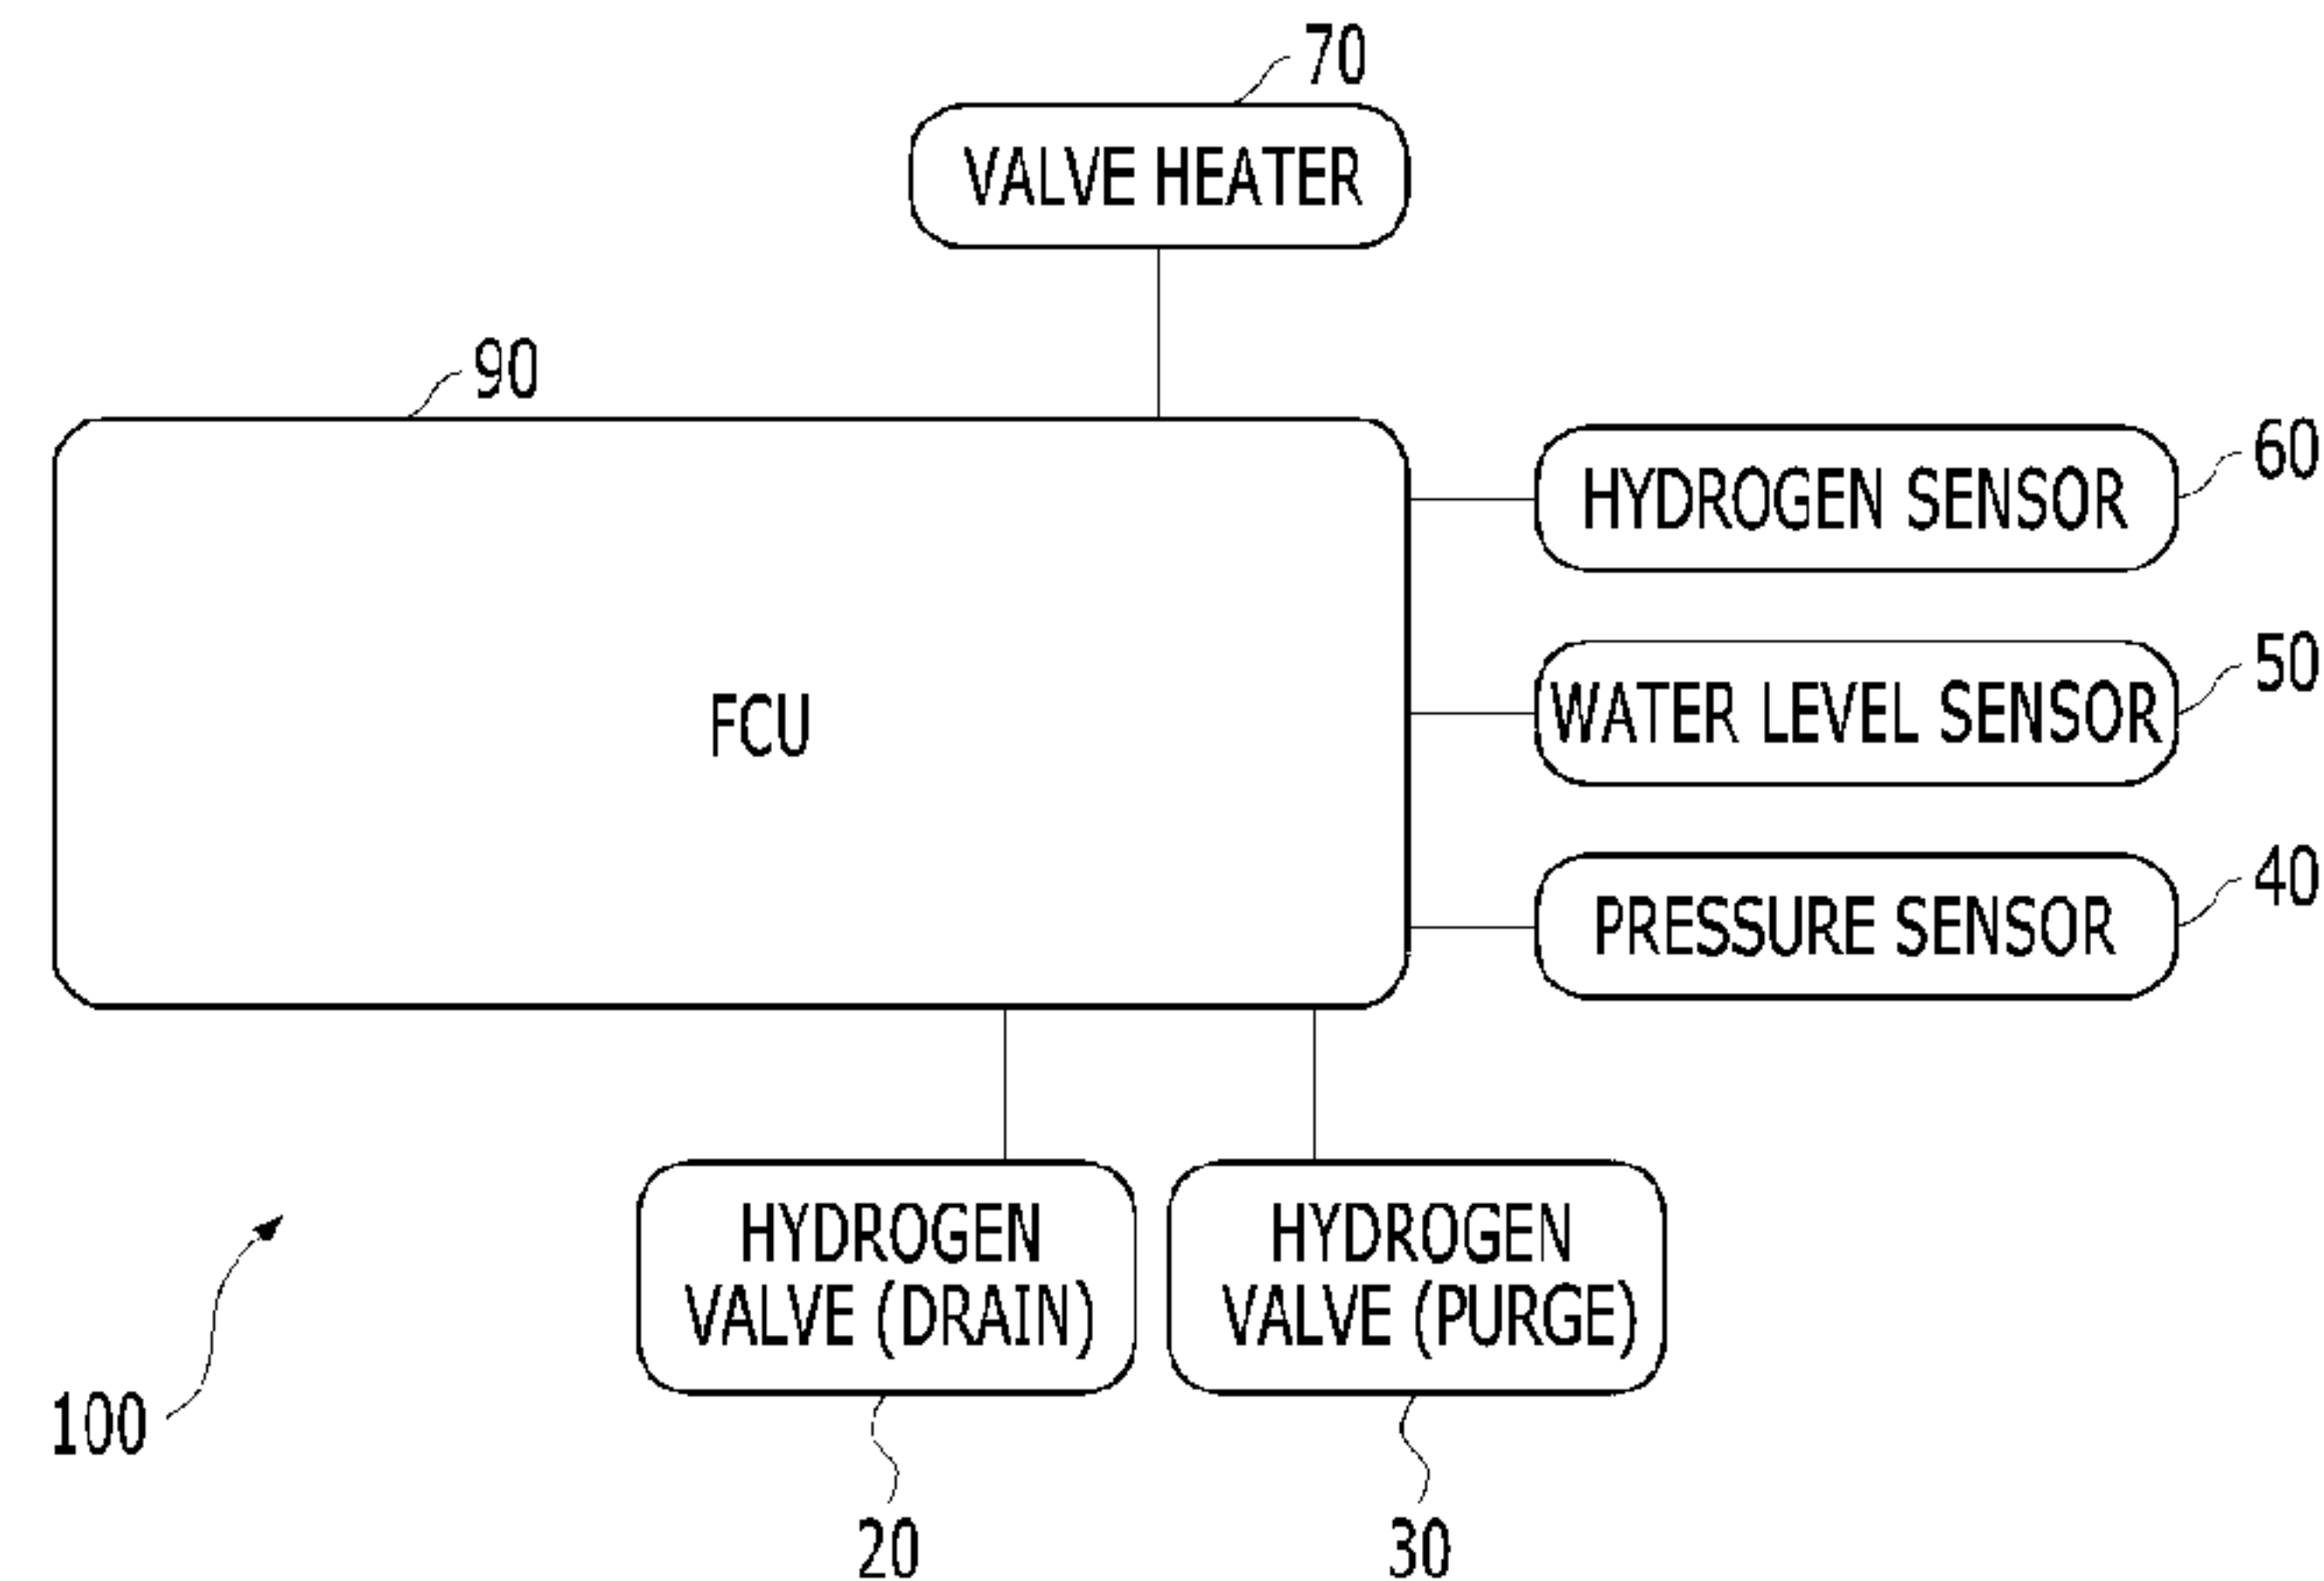 70
VALVE HEATER
90
60
HYDROGEN SENSOR
50
FCU
WATER LEVEL SENSOR
40
PRESSURE SENSOR
HYDROGEN
VALVE (DRAIN)
HYDROGEN
VALVE (PURGE)
100
20
30